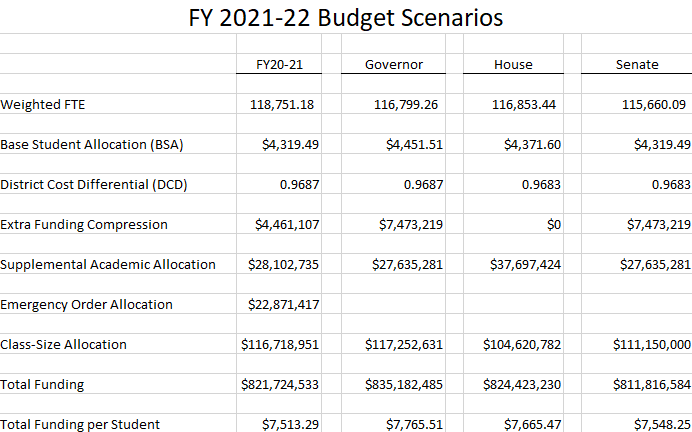 FY 2021-22 Budget Scenarios
FY20-21 Governor House Senate
Weighted FTE 118,751.18 116,799.26 116,853.44 115,660.09
Base Student Allocation (BSA) $4,319.49 $4,451.51 $4,371.60 $4,319.49
District Cost Differential (DCD) 0.9687 0.9687 0.9683 0.9683
Extra Funding Compression $4,461,107 $7,473,219 $0 $7,473,219
Supplemental Academic Allocation $28,102,735 $27,635,281 $37,697,424 $27,635,281
Emergency Order Allocation $22,871,417
Class-Size Allocation $116,718,951 $117,252,631 $104,620,782 $111,150,000
Total Funding $821,724,533 $835,182,485 $824,423,230 $811,816,584
Total Funding per Student $7,513.29 $7,765.51 $7,665.47 $7,548.25